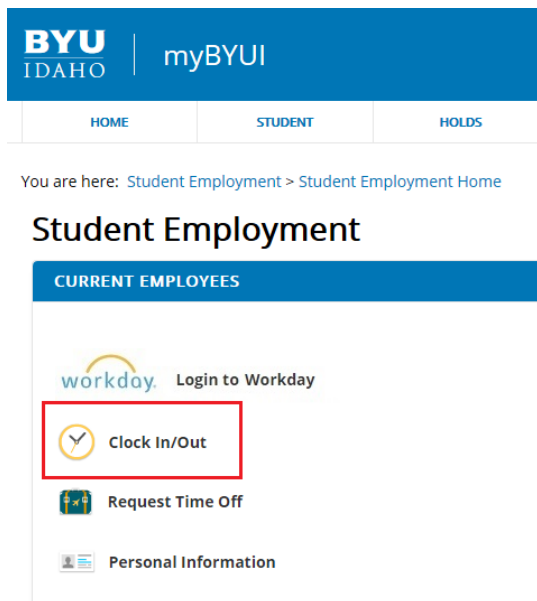 BYU
IDAHO
myBYUI
HOME STUDENT HOLDS
You are here: Student Employment > Student Employment Home
Student Employment
CURRENT EMPLOYEES
workday. Login to Workday
Clock In/Out
Request Time Off
Personal Information